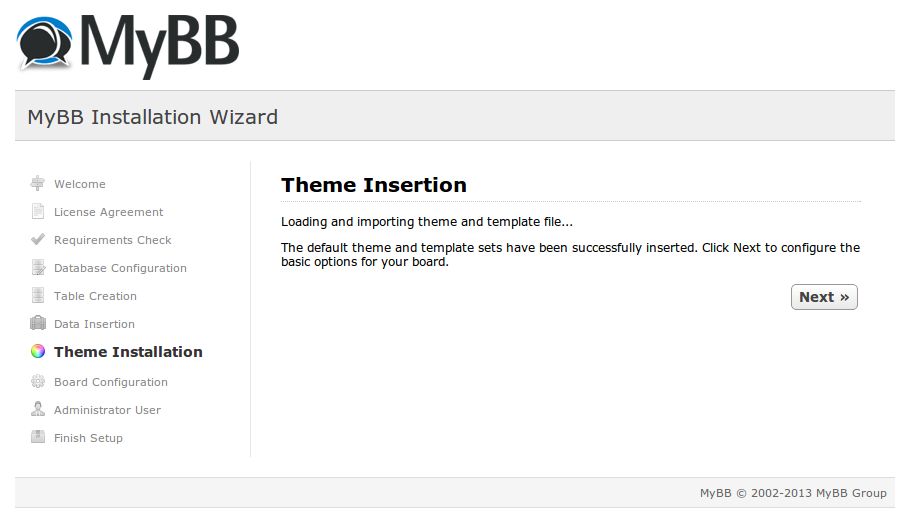 MyBB
MyBB Installation Wizard
Welcome
License Agreement
Requirements Check
Database Configuration
Table Creation
Data Insertion
Theme Installation
Board Configuration
Administrator User
Finish Setup
Theme Insertion
Loading and importing theme and template file...
The default theme and template sets have been successfully inserted. Click Next to configure the
basic options for your board.
Next »
MyBB © 2002-2013 MyBB Group